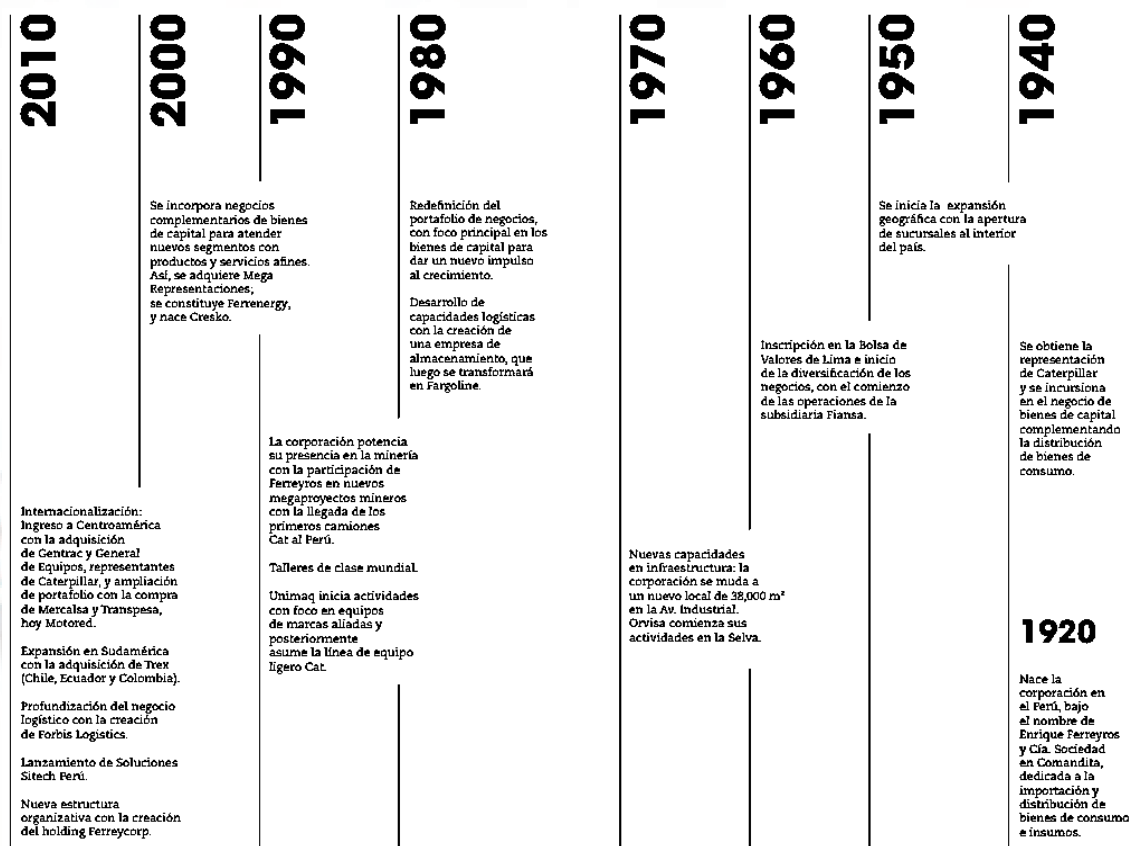 2010
Internacionalización:
Ingreso a Centroamérica
con la adquisición
de Gentrac y General
de Equipos, representantes
de Caterpillar, y ampliación
de portafolio con la compra
de Mercalsa y Transpesa,
hoy Motored.
Expansión en Sudamérica
con la adquisición de Trex
(Chile, Ecuador y Colombia).
Profundización del negocio
logístico con la creación
de Forbis Logistics.
Lanzamiento de Soluciones
Sitech Perú.
Nueva estructura
organizativa con la creación
del holding Ferreycorp.
2000
Se incorpora negocios
complementarios de bienes
de capital para atender
nuevos segmentos con
productos y servicios afines.
Así, se adquiere Mega
Representaciones;
se constituye Ferrenergy,
y nace Cresko.
1990
La corporación potencia
su presencia en la minería
con la participación de
Ferreyros en nuevos
megaproyectos mineros
con la llegada de los
primeros camiones
Cat al Perú.
Talleres de clase mundial.
Unimaq inicia actividades
con foco en equipos
de marcas aliadas y
posteriormente
asume la línea de equipo
ligero Cat.
1980
Redefinición del
portafolio de negocios,
con foco principal en los
bienes de capital para
dar un nuevo impulso
al crecimiento.
Desarrollo de
capacidades logísticas
con la creación de
una empresa de
almacenamiento, que
luego se transformará
en Fargoline.
1970
Nuevas capacidades
en infraestructura: la
corporación se muda a
un nuevo local de 38,000 m²
en la Av. Industrial.
Orvisa comienza sus
actividades en la Selva.
1960
Inscripción en la Bolsa de
Valores de Lima e inicio
de la diversificación de los
negocios, con el comienzo
de las operaciones de la
subsidiaria Fiansa.
1950
Se inicia la expansión
geográfica con la apertura
de sucursales al interior
del país.
1940
Se obtiene la
representación
de Caterpillar
y se incursiona
en el negocio de
bienes de capital
complementando
la distribución
de bienes de
consumo.
1920
Nace la
corporación en
el Perú, bajo
el nombre de
Enrique Ferreyros
y Cía. Sociedad
en Comandita,
dedicada a la
importación y
distribución de
bienes de consumo
e insumos.